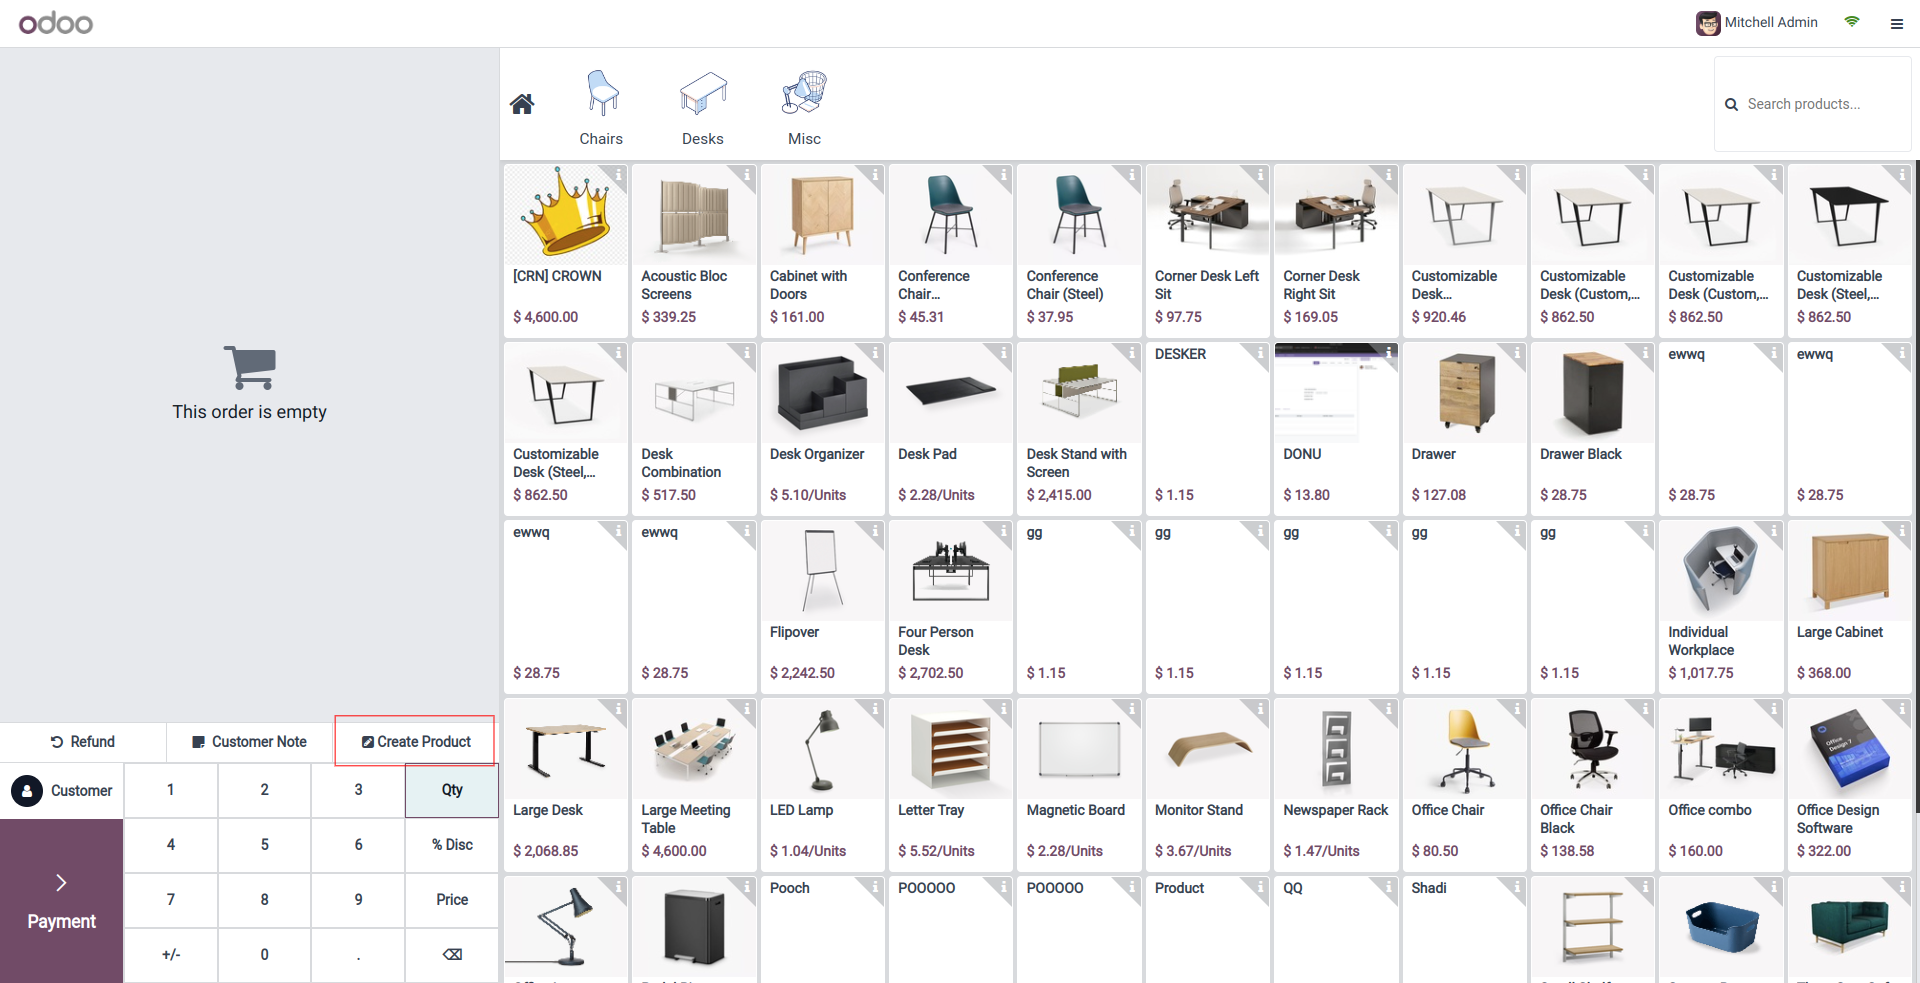 odoo
Mitchell Admin
Chairs
Desks
Misc
Search products...
This order is empty
[CRN] CROWN
$ 4,600.00
Acoustic Bloc
Screens
$ 339.25
Cabinet with
Doors
$ 161.00
Conference
Chair...
$ 45.31
Conference
Chair (Steel)
$ 37.95
Corner Desk Left
Sit
$ 97.75
Corner Desk
Right Sit
$ 169.05
Customizable
Desk...
$ 920.46
Customizable
Desk (Custom,...
$ 862.50
Customizable
Desk (Custom,...
$ 862.50
Customizable
Desk (Steel,...
$ 862.50
Customizable
Desk (Steel,...
$ 862.50
Desk
Combination
$ 517.50
Desk Organizer
$ 5.10/Units
Desk Pad
$ 2.28/Units
Desk Stand with
Screen
$ 2,415.00
DESKER
$ 1.15
DONU
$ 13.80
Drawer
$ 127.08
Drawer Black
$ 28.75
ewwq
$ 28.75
ewwq
$ 28.75
ewwq
$ 28.75
ewwq
$ 28.75
Flipover
$ 2,242.50
Four Person
Desk
$ 2,702.50
gg
$ 1.15
gg
$ 1.15
gg
$ 1.15
gg
$ 1.15
gg
$ 1.15
Individual
Workplace
$ 1,017.75
Large Cabinet
$ 368.00
Large Desk
$ 2,068.85
Large Meeting
Table
$ 4,600.00
LED Lamp
$ 1.04/Units
Letter Tray
$ 5.52/Units
Magnetic Board
$ 2.28/Units
Monitor Stand
$ 3.67/Units
Newspaper Rack
$ 1.47/Units
Office Chair
$ 80.50
Office Chair
Black
$ 138.58
Office combo
$ 160.00
Office
Design 7
Office Design
Software
$ 322.00
Pooch
POOOOO
POOOOO
Product
QQ
Shadi
Refund
Customer Note
Create Product
Customer
1
2
3
Qty
4
5
6
% Disc
7
8
9
Price
+/-
0
.
Payment